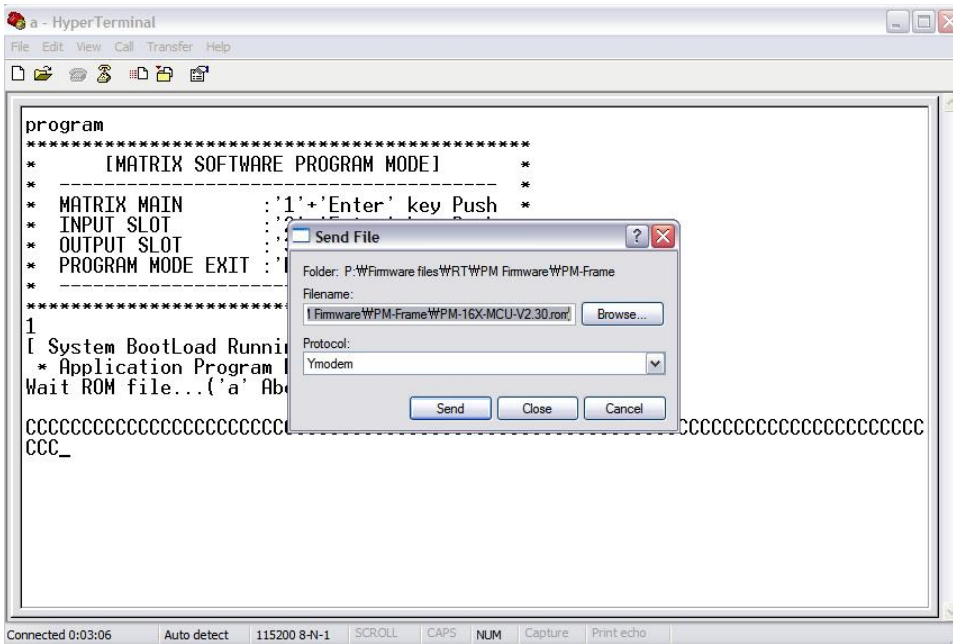 a - HyperTerminal
File Edit View Call Transfer Help
program
*********************************************
* [MATRIX SOFTWARE PROGRAM MODE] *
* --------------------------------------- *
* MATRIX MAIN :'1'+'Enter' key Push *
* INPUT SLOT
* OUTPUT SLOT
* PROGRAM MODE EXIT :'
* --------------------
************************
1
[ System BootLoad
* Application Program
Wait ROM file...('a'
CCCCCCCCCCCCCCCCCCCCCCCC CCCCCCCCCCCCCCCCCCCCCC
CCC_
Send File
Folder: P:₩Firmware files₩RT₩PM Firmware₩PM-Frame
Filename:
Firmware₩PM-Frame₩PM-16X-MCU-V2.30.rom
Browse...
Protocol:
Ymodem
Send Close Cancel
Connected 0:03:06 Auto detect 115200 8-N-1 SCROLL CAPS NUM Capture Print echo